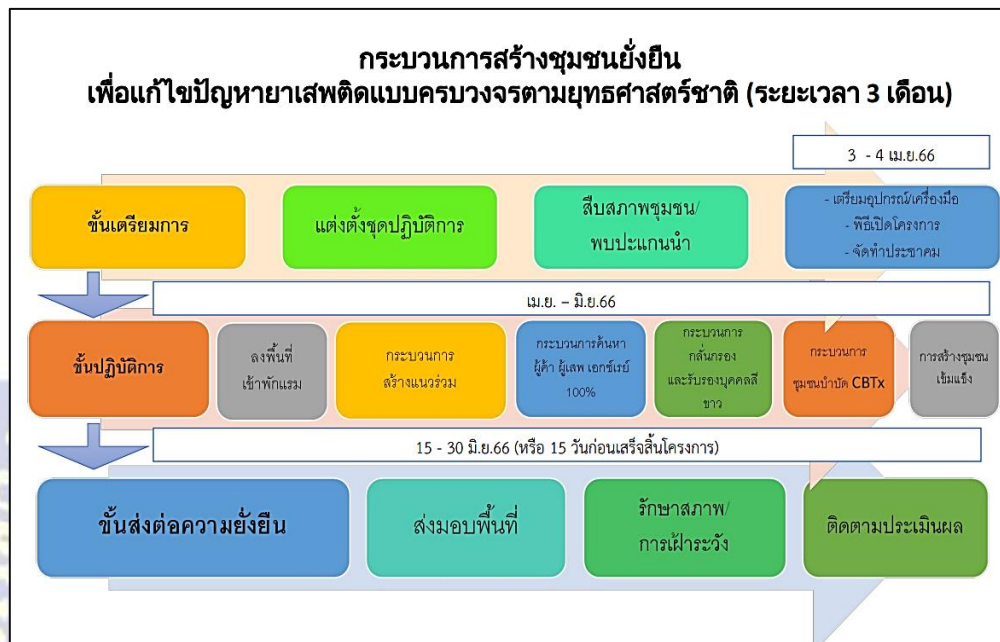 กระบวนการสร้างชุมชนยั่งยืน
เพื่อแก้ไขปัญหายาเสพติดแบบครบวงจรตามยุทธศาสตร์ชาติ (ระยะเวลา 3 เดือน)
3 - 4 เม.ย.66
ขั้นเตรียมการ
แต่งตั้งชุดปฏิบัติการ
สืบสภาพชุมชน/
พบปะแกนนำ
- เตรียมอุปกรณ์/เครื่องมือ
- พิธีเปิดโครงการ
- จัดทำประชาคม
เม.ย. – มิ.ย.66
ขั้นปฏิบัติการ
ลงพื้นที่
เข้าพักแรม
กระบวนการ
สร้างแนวร่วม
กระบวนการค้นหา
ผู้ค้า ผู้เสพ เอกซ์เรย์
100%
กระบวนการ
กลั่นกรอง
และรับรองบุคคลสี
ขาว
กระบวนการ
ชุมชนบำบัด CBTx
การสร้างชุมชน
เข้มแข็ง
15 - 30 มิ.ย.66 (หรือ 15 วันก่อนเสร็จสิ้นโครงการ)
ขั้นส่งต่อความยั่งยืน
ส่งมอบพื้นที่
รักษาสภาพ/
การเฝ้าระวัง
ติดตามประเมินผล